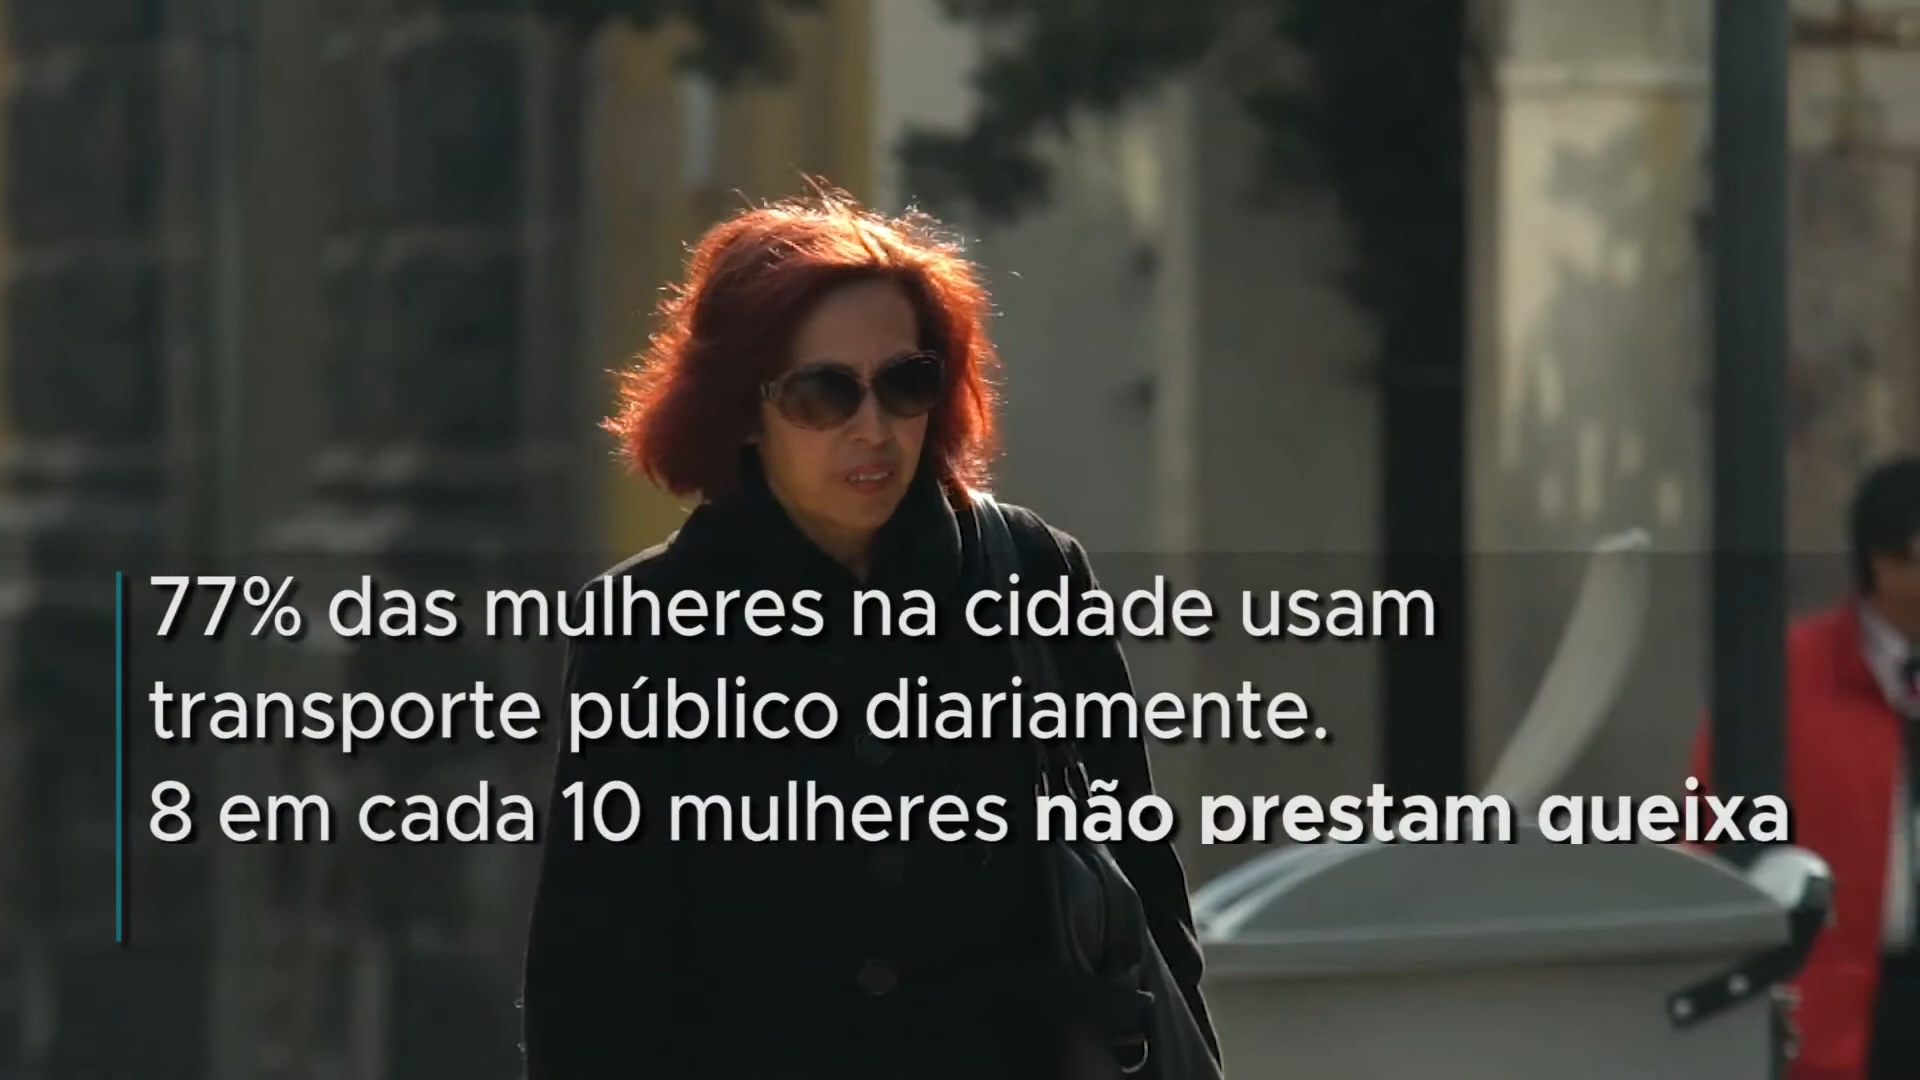 77% das mulheres na cidade usam
transporte público diariamente.
8 em cada 10 mulheres não prestam queixa